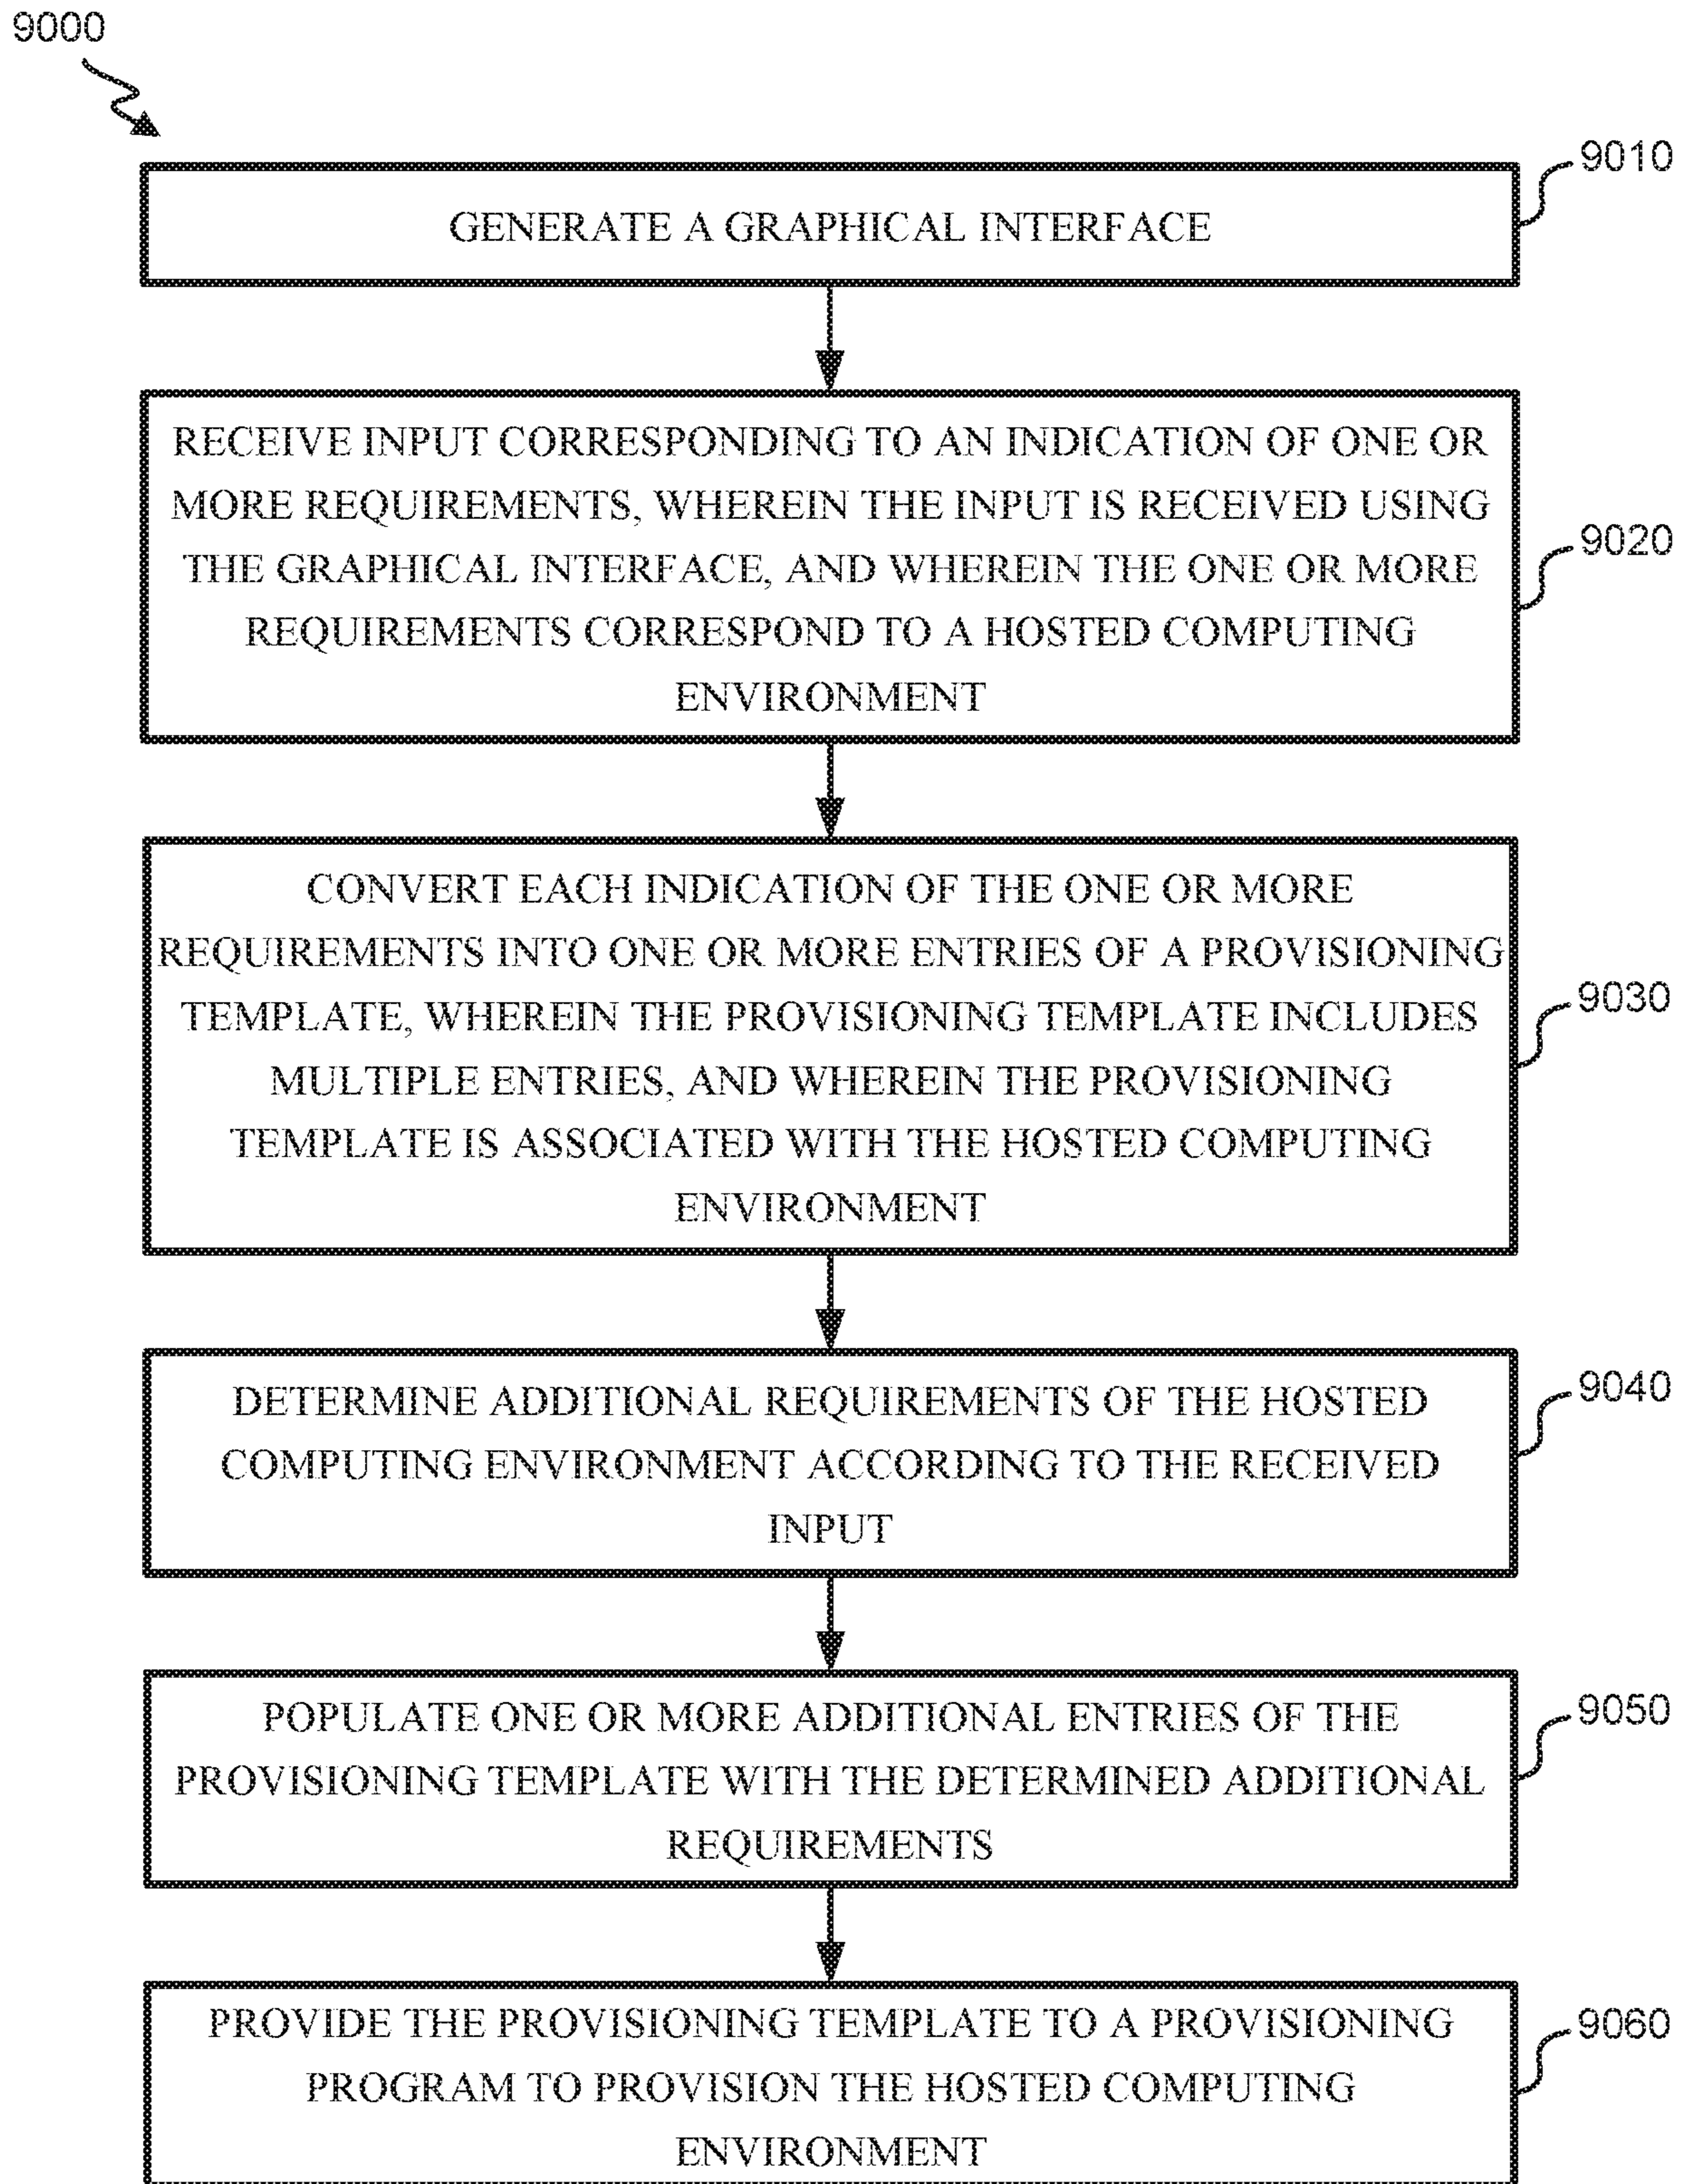 9000
9010
GENERATE A GRAPHICAL INTERFACE
RECEIVE INPUT CORRESPONDING TO AN INDICATION OF ONE OR
MORE REQUIREMENTS, WHEREIN THE INPUT IS RECEIVED USING
THE GRAPHICAL INTERFACE, AND WHEREIN THE ONE OR MORE
REQUIREMENTS CORRESPOND TO A HOSTED COMPUTING
ENVIRONMENT
9020
CONVERT EACH INDICATION OF THE ONE OR MORE
REQUIREMENTS INTO ONE OR MORE ENTRIES OF A PROVISIONING
TEMPLATE, WHEREIN THE PROVISIONING TEMPLATE INCLUDES
MULTIPLE ENTRIES, AND WHEREIN THE PROVISIONING
TEMPLATE IS ASSOCIATED WITH THE HOSTED COMPUTING
ENVIRONMENT
9030
DETERMINE ADDITIONAL REQUIREMENTS OF THE HOSTED
COMPUTING ENVIRONMENT ACCORDING TO THE RECEIVED
INPUT
9040
POPULATE ONE OR MORE ADDITIONAL ENTRIES OF THE
PROVISIONING TEMPLATE WITH THE DETERMINED ADDITIONAL
REQUIREMENTS
9050
PROVIDE THE PROVISIONING TEMPLATE TO A PROVISIONING
PROGRAM TO PROVISION THE HOSTED COMPUTING
ENVIRONMENT
9060